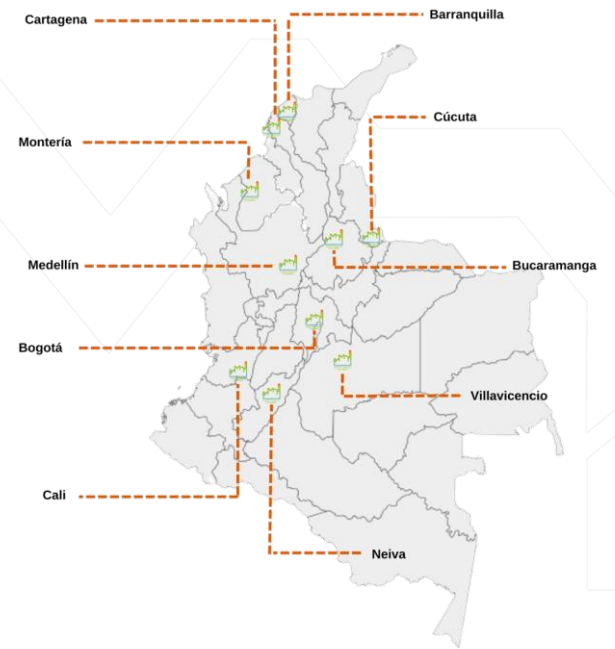 Barranquilla
Cartagena
Cúcuta
Montería
Medellín
Bucaramanga
Bogotá
Villavicencio
Cali
Neiva